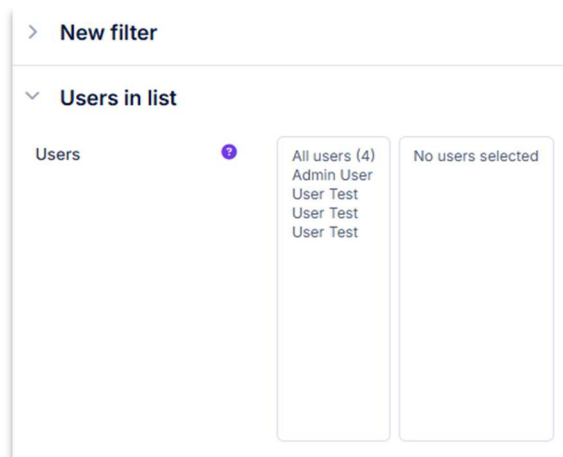 New filter
Users in list
Users ?
All users (4)
Admin User
User Test
User Test
User Test
No users selected